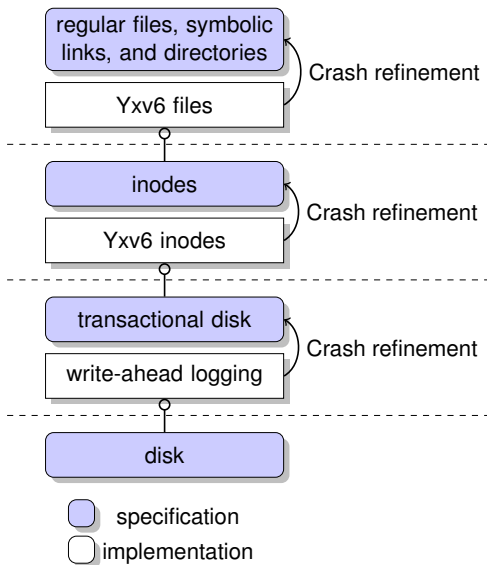 regular files, symbolic
links, and directories
Crash refinement
Yxv6 files
inodes
Crash refinement
Yxv6 inodes
transactional disk
Crash refinement
write-ahead logging
disk
specification
implementation